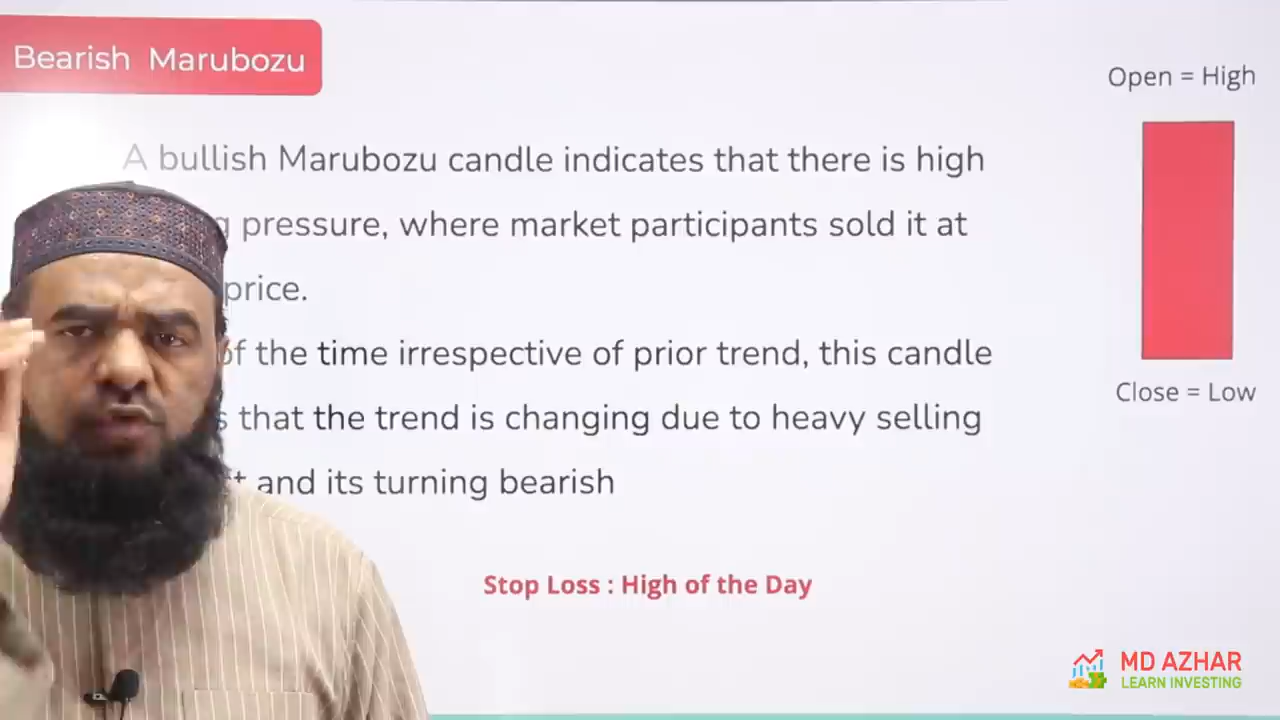 Bearish Marubozu
Open = High
A bullish Marubozu candle indicates that there is high
pressure, where market participants sold it at
price.
of the time irrespective of prior trend, this candle
that the trend is changing due to heavy selling
and its turning bearish
Close = Low
Stop Loss : High of the Day
MD AZHAR
LEARN INVESTING